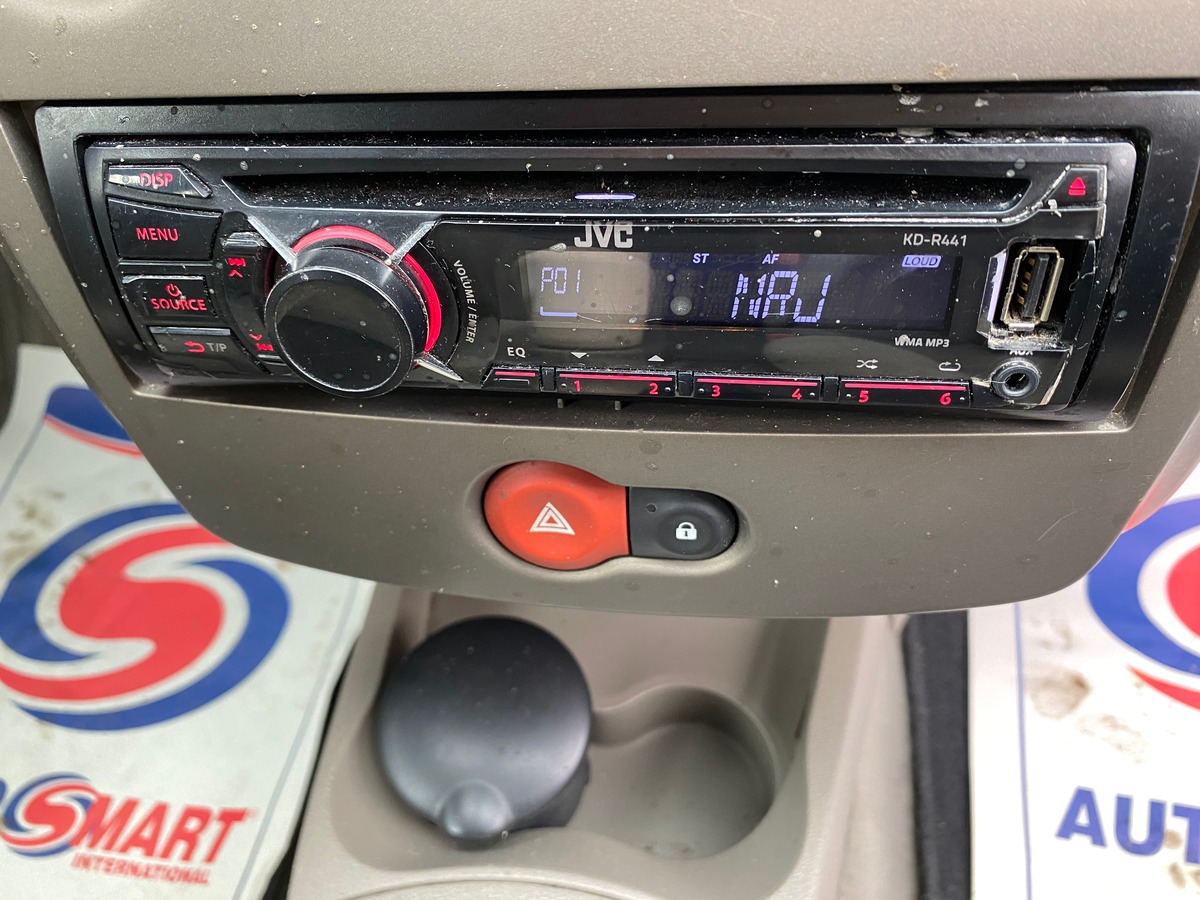 DISP
MENU
SOURCE
T/P
VOLUME / ENTER
JVC
KD-R441
ST AF LOUD
P01
WMA MP3
EQ
AUX
1 2 3 4 5 6
SMART
INTERNATIONAL
AUT